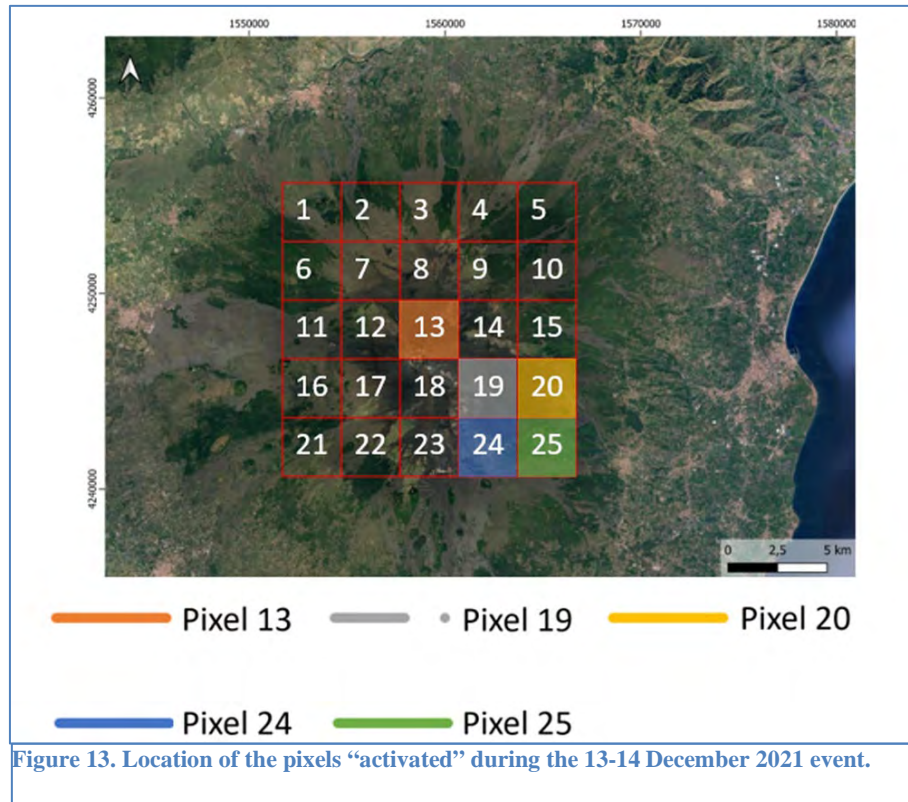 1550000 1560000 1570000 1580000
4260000
4250000
4240000
1 2 3 4 5
6 7 8 9 10
11 12 13 14 15
16 17 18 19 20
21 22 23 24 25
0 2,5 5 km
Pixel 13 Pixel 19 Pixel 20
Pixel 24 Pixel 25
Figure 13. Location of the pixels “activated” during the 13-14 December 2021 event.